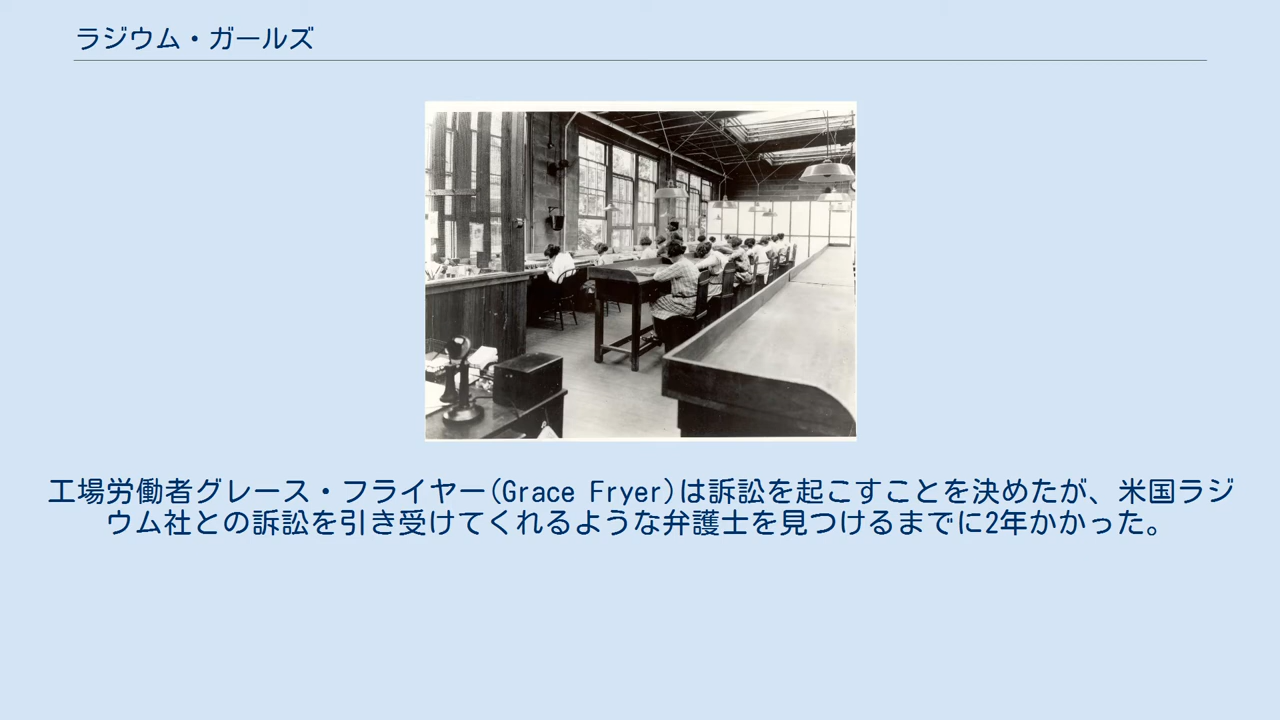 ラジウム・ガールズ
工場労働者グレース・フライヤー(Grace Fryer)は訴訟を起こすことを決めたが、米国ラジ
ウム社との訴訟を引き受けてくれるような弁護士を見つけるまでに2年かかった。